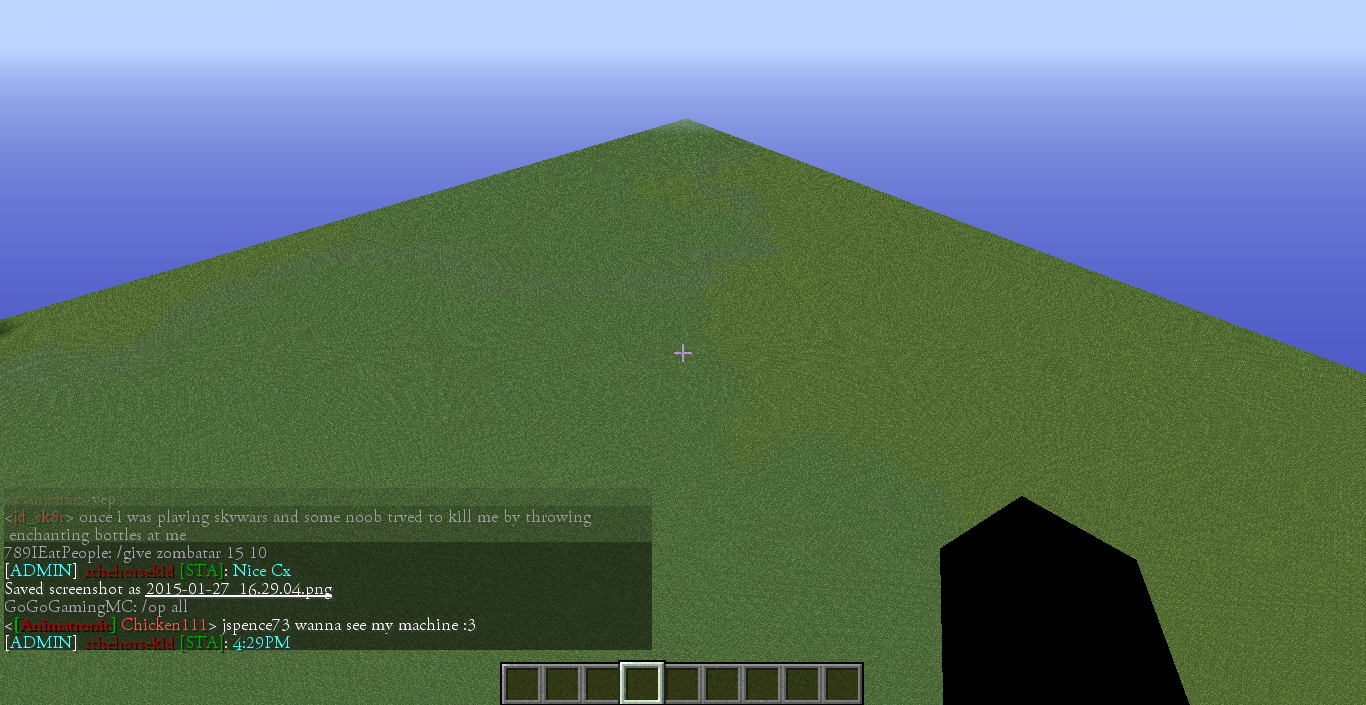 yep
<jd_sk8r> once i was playing skywars and some noob tryed to kill me by throwing
enchanting bottles at me
789IEatPeople: /give zombatar 15 10
[ADMIN] [STA]: Nice Cx
Saved screenshot as 2015-01-27_16.29.04.png
GoGoGamingMC: /op all
<[Animatronic] Chicken111> jspence73 wanna see my machine :3
[ADMIN] [STA]: 4:29PM